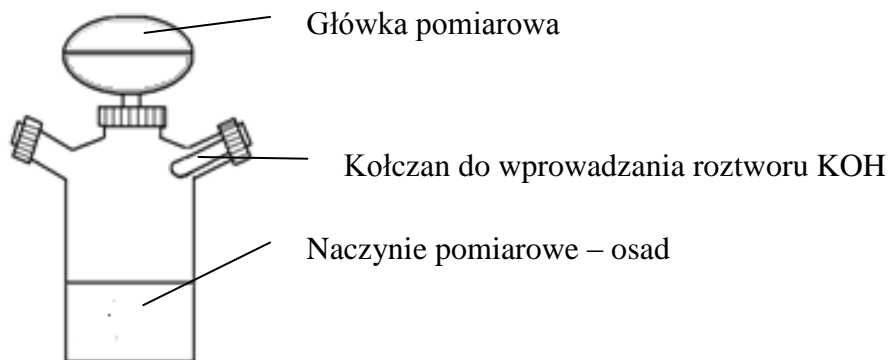 Główka pomiarowa
Kołczan do wprowadzania roztworu KOH
Naczynie pomiarowe – osad